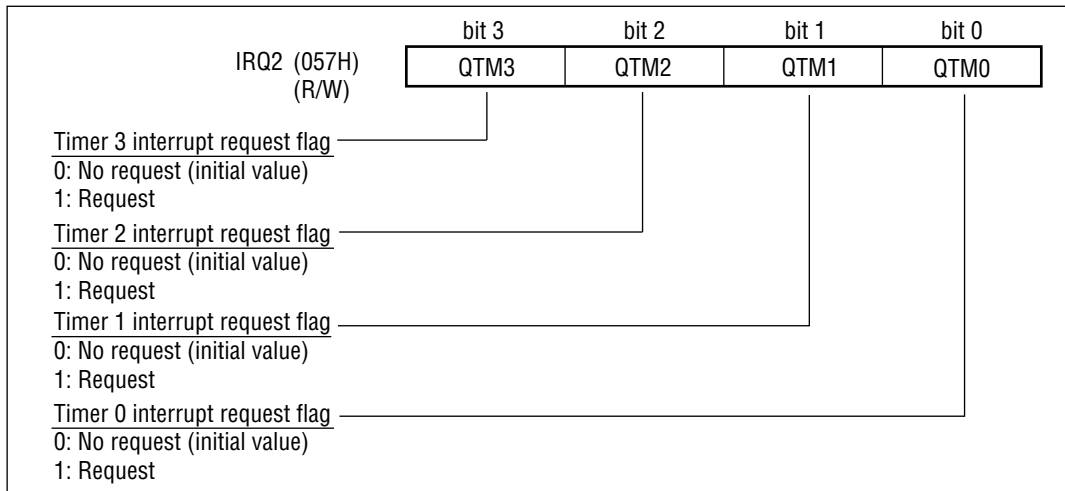 bit 3 bit 2 bit 1 bit 0
IRQ2 (057H) QTM3 QTM2 QTM1 QTM0
(R/W)
Timer 3 interrupt request flag
0: No request (initial value)
1: Request
Timer 2 interrupt request flag
0: No request (initial value)
1: Request
Timer 1 interrupt request flag
0: No request (initial value)
1: Request
Timer 0 interrupt request flag
0: No request (initial value)
1: Request